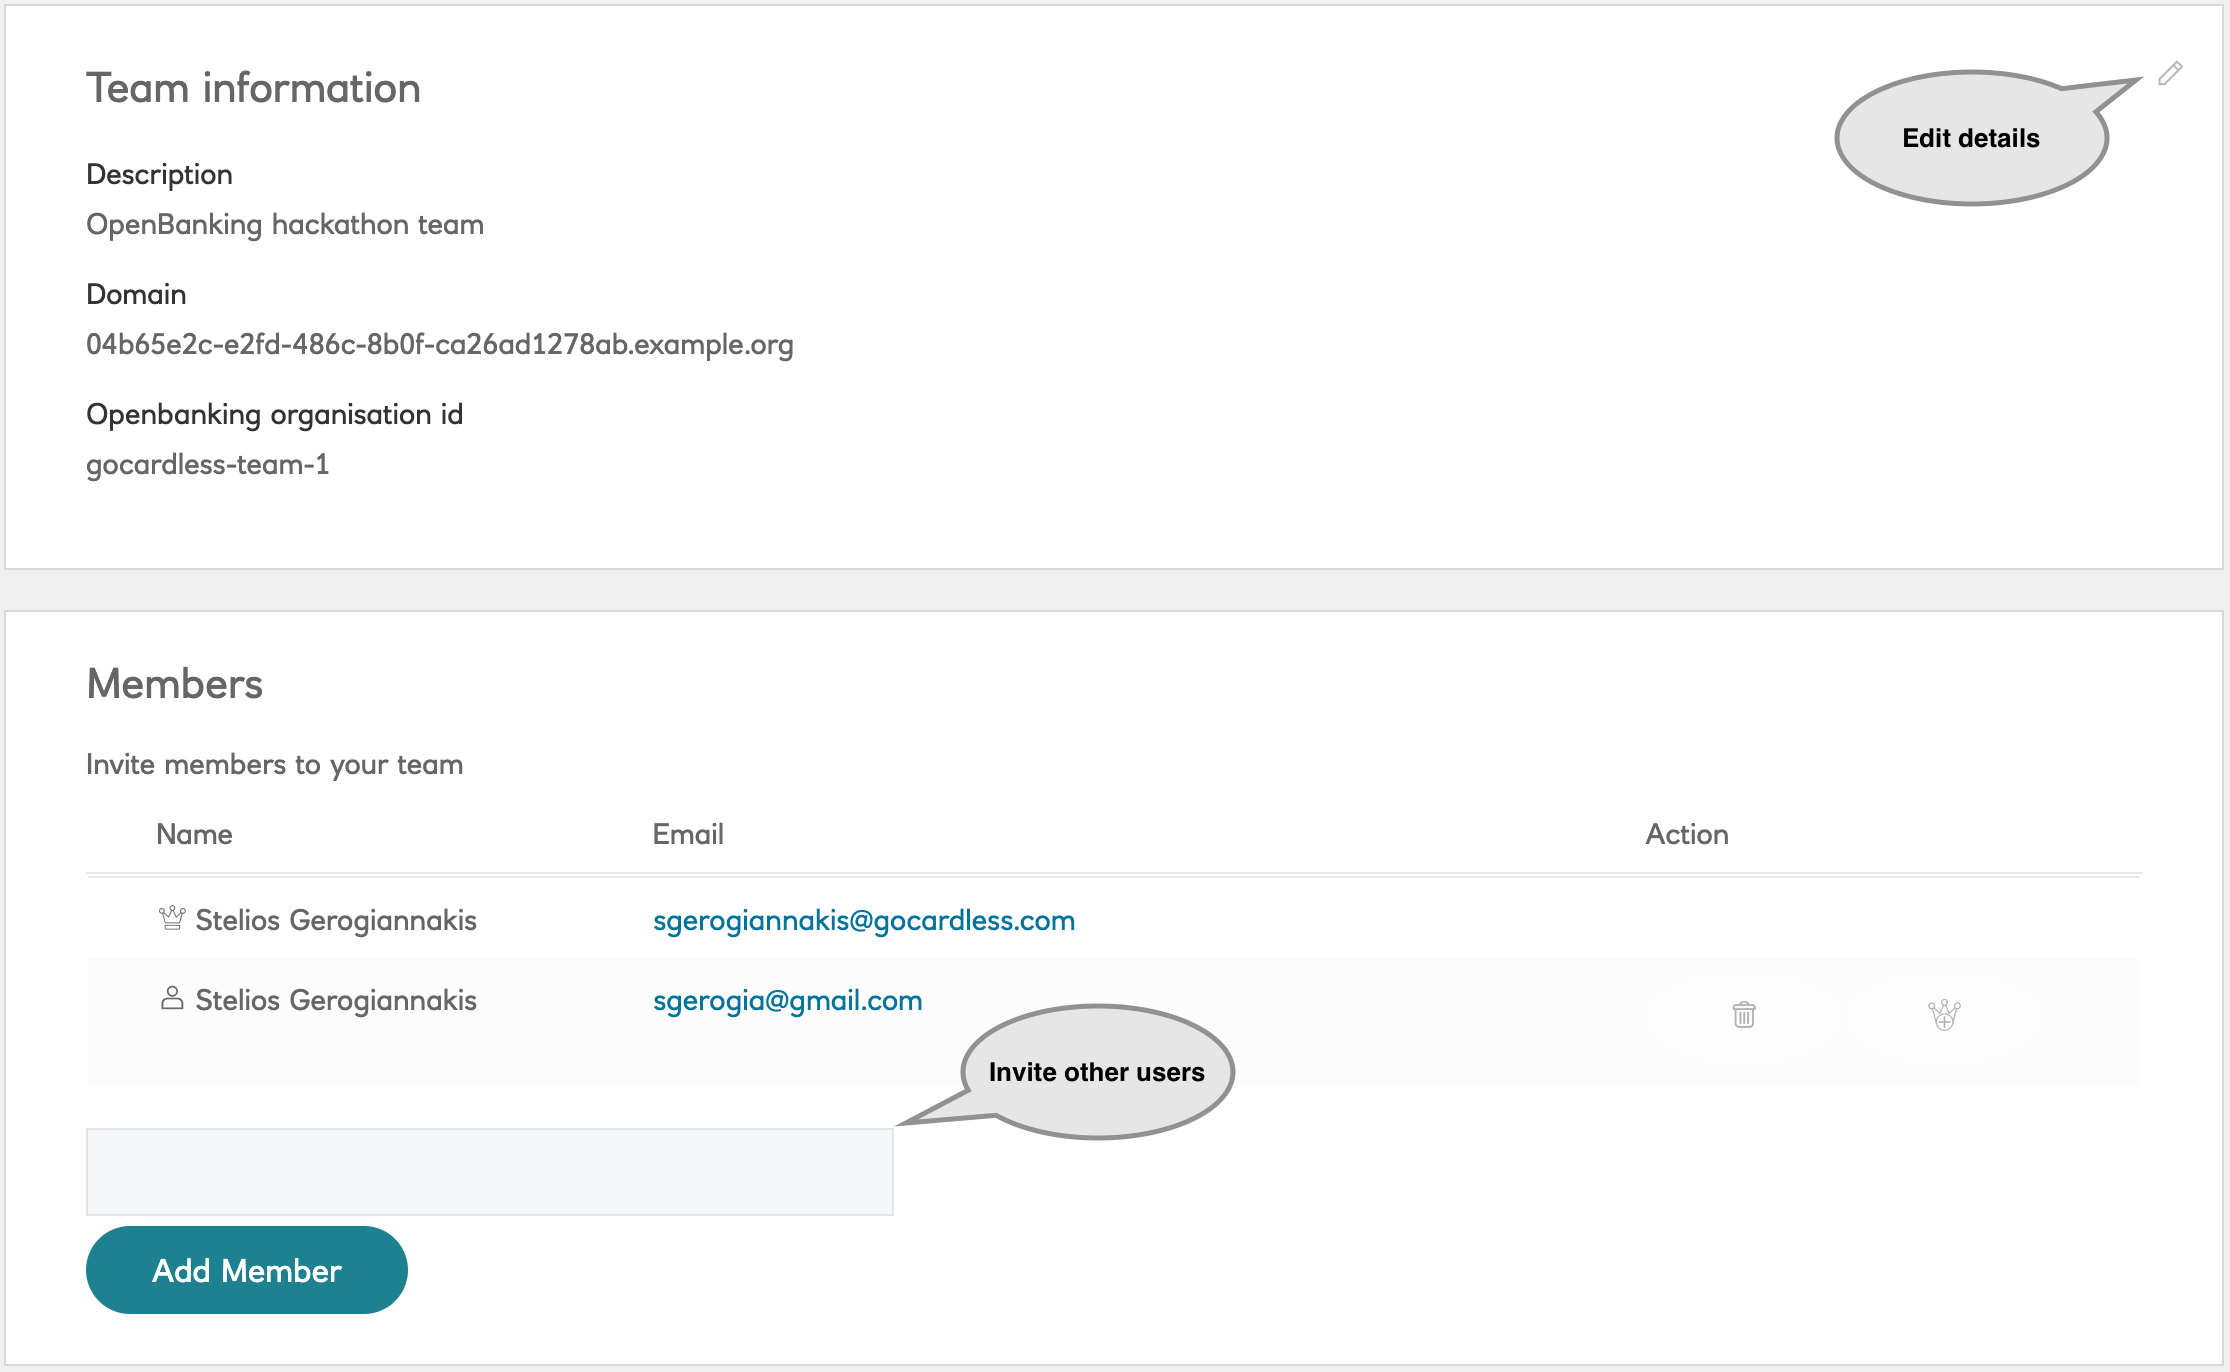 Team information
Edit details
Description
OpenBanking hackathon team
Domain
04b65e2c-e2fd-486c-8b0f-ca26ad1278ab.example.org
Openbanking organisation id
gocardless-team-1
Members
Invite members to your team
Name Email Action
Stelios Gerogiannakis sgerogiannakis@gocardless.com
Stelios Gerogiannakis sgerogia@gmail.com
Invite other users
Add Member